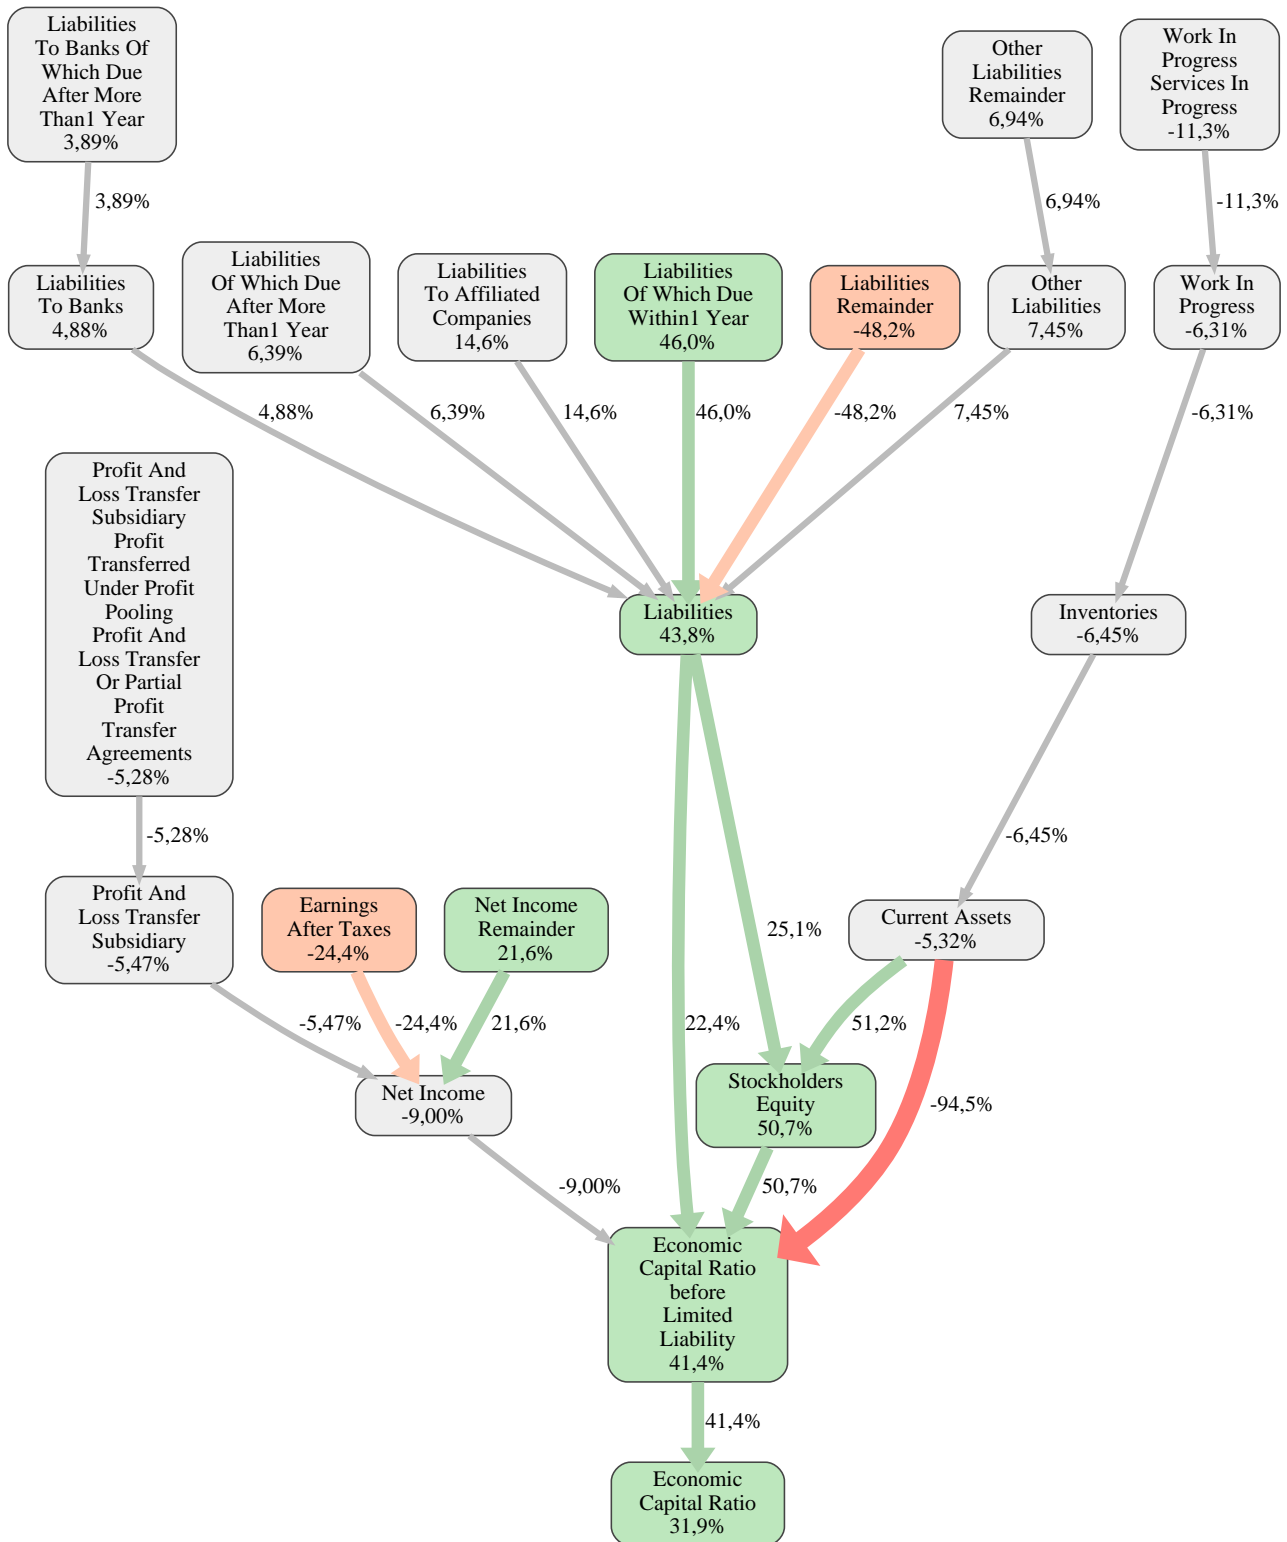 Liabilities
To Banks Of
Which Due
After More
Than1 Year
3,89%
Other
Liabilities
Remainder
6,94%
Work In
Progress
Services In
Progress
-11,3%
3,89%
6,94%
-11,3%
Liabilities
To Banks
4,88%
Liabilities
Of Which Due
After More
Than1 Year
6,39%
Liabilities
To Affiliated
Companies
14,6%
Liabilities
Of Which Due
Within1 Year
46,0%
Liabilities
Remainder
-48,2%
Other
Liabilities
7,45%
Work In
Progress
-6,31%
4,88%
6,39%
14,6%
46,0%
-48,2%
7,45%
-6,31%
Profit And
Loss Transfer
Subsidiary
Profit
Transferred
Under Profit
Pooling
Profit And
Loss Transfer
Or Partial
Profit
Transfer
Agreements
-5,28%
Liabilities
43,8%
Inventories
-6,45%
-5,28%
-6,45%
Profit And
Loss Transfer
Subsidiary
-5,47%
Earnings
After Taxes
-24,4%
Net Income
Remainder
21,6%
25,1%
Current Assets
-5,32%
-5,47%
-24,4%
21,6%
22,4%
51,2%
Net Income
-9,00%
Stockholders
Equity
50,7%
-94,5%
-9,00%
50,7%
Economic
Capital Ratio
before
Limited
Liability
41,4%
41,4%
Economic
Capital Ratio
31,9%